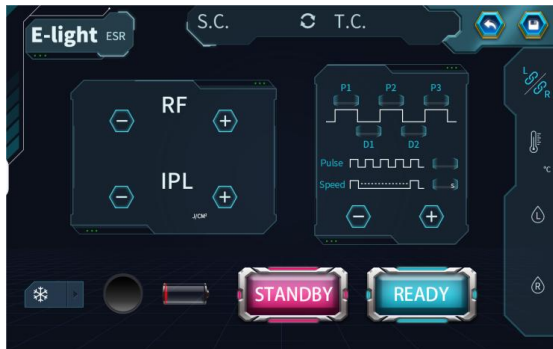 E-light ESR
S.C. T.C.
L
R
RF
IPL
J/CM²
P1 P2 P3
D1 D2
Pulse
Speed s
°C
L
R
STANDBY
READY